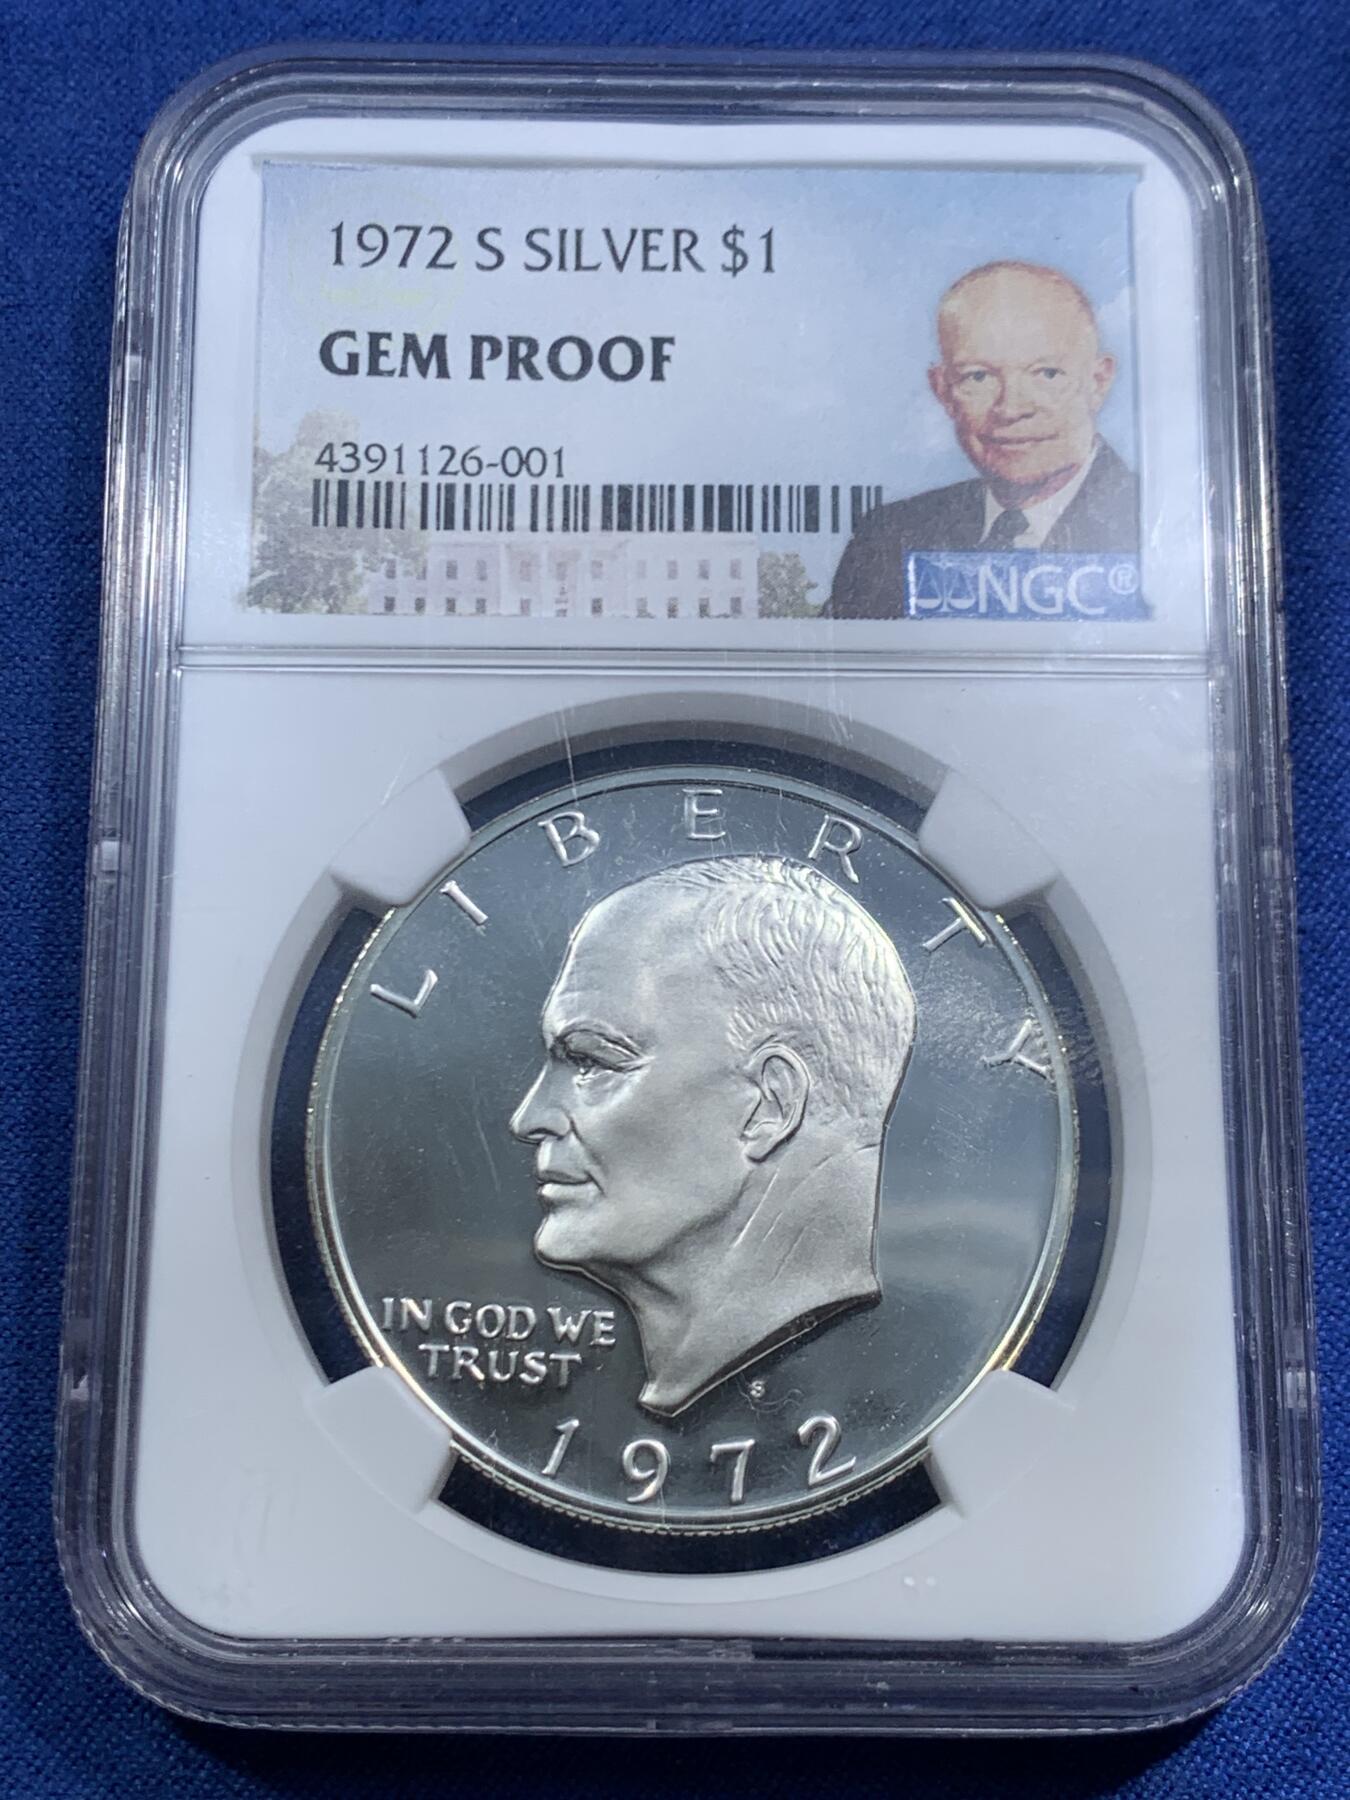 1972 S SILVER $1
GEM PROOF
4391126-001
NGC®
LIBERTY
IN GOD WE
TRUST
S
1972